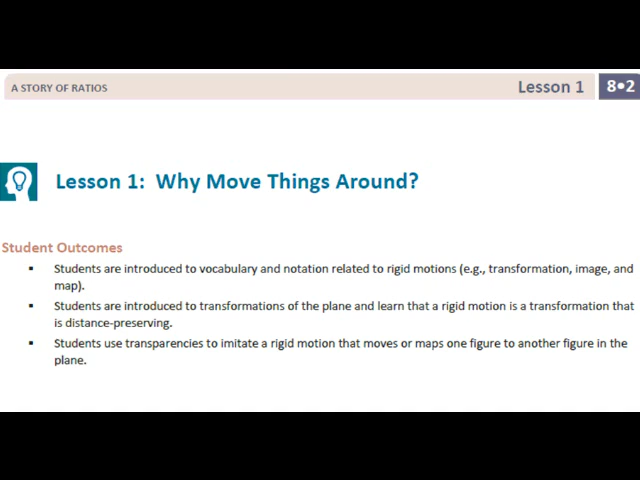 A STORY OF RATIOS
Lesson 1
8•2
Lesson 1: Why Move Things Around?
Student Outcomes
▪ Students are introduced to vocabulary and notation related to rigid motions (e.g., transformation, image, and
map).
▪ Students are introduced to transformations of the plane and learn that a rigid motion is a transformation that
is distance-preserving.
▪ Students use transparencies to imitate a rigid motion that moves or maps one figure to another figure in the
plane.